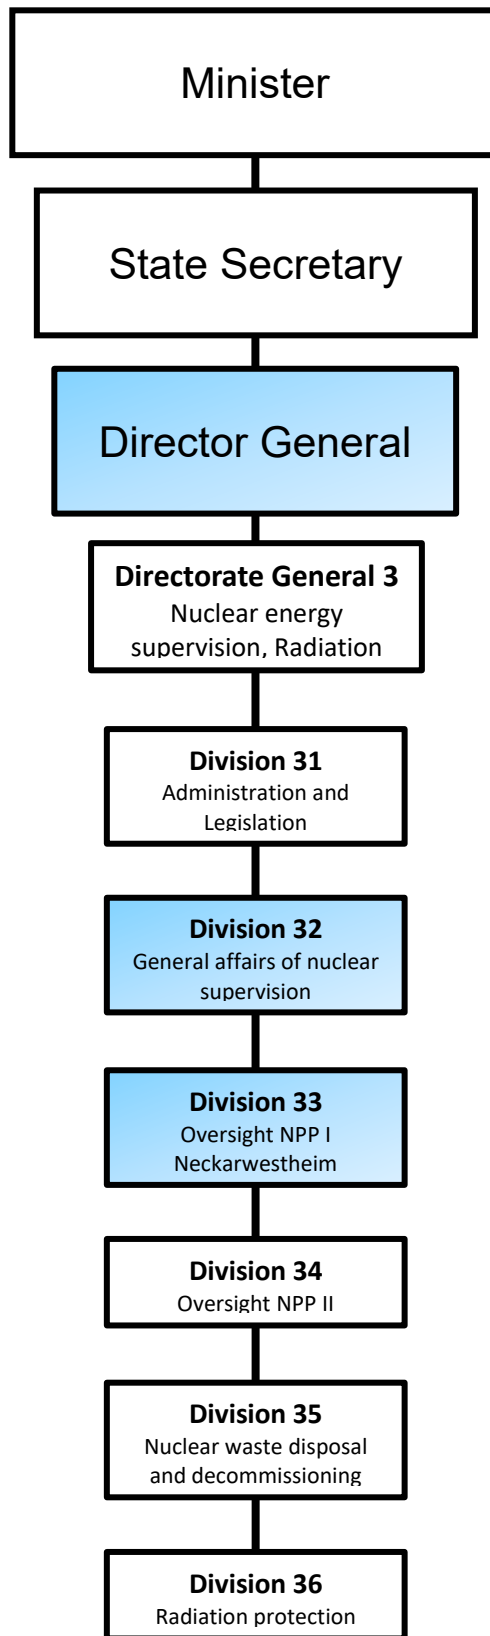 Minister
State Secretary
Director General
Directorate General 3
Nuclear energy
supervision, Radiation
Division 31
Administration and
Legislation
Division 32
General affairs of nuclear
supervision
Division 33
Oversight NPP I
Neckarwestheim
Division 34
Oversight NPP II
Division 35
Nuclear waste disposal
and decommissioning
Division 36
Radiation protection